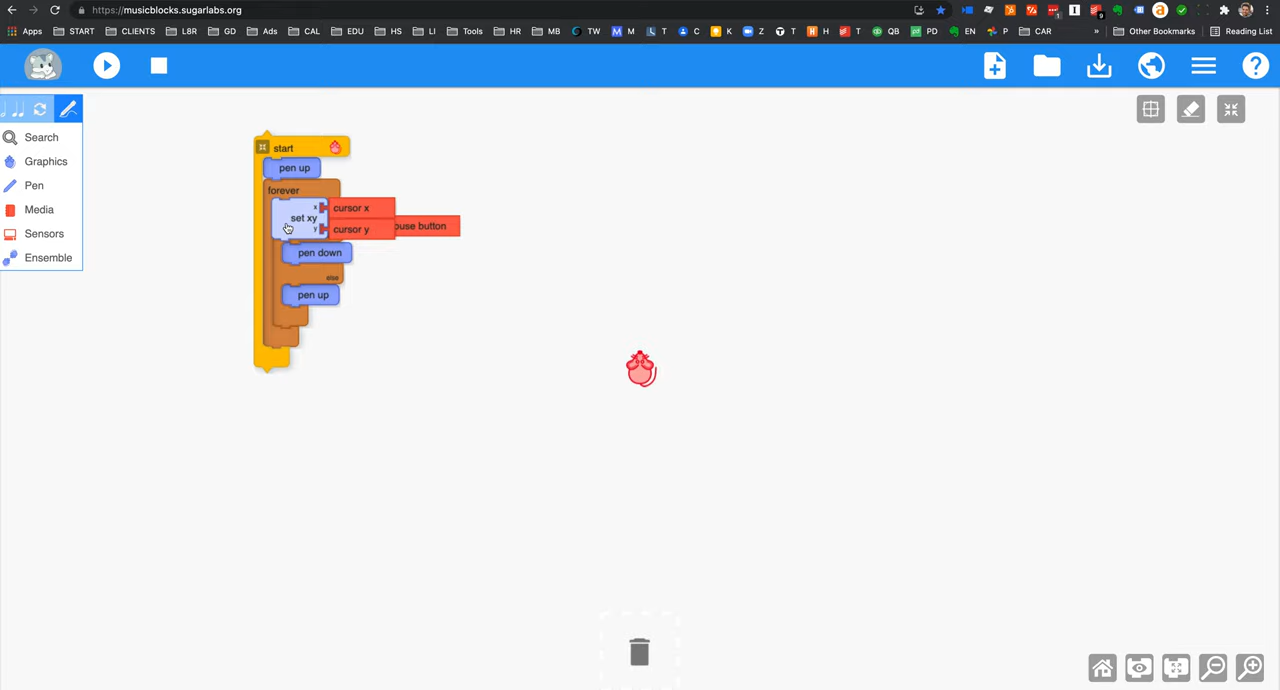 https://musicblocks.sugarlabs.org
Apps START CLIENTS LBR GD Ads CAL EDU HS LI Tools HR MB TW M T C K Z T H T QB PD EN P CAR » Other Bookmarks Reading List
Search
Graphics
Pen
Media
Sensors
Ensemble
start
pen up
forever
x cursor x
set xy
ouse button
y cursor y
pen down
else
pen up